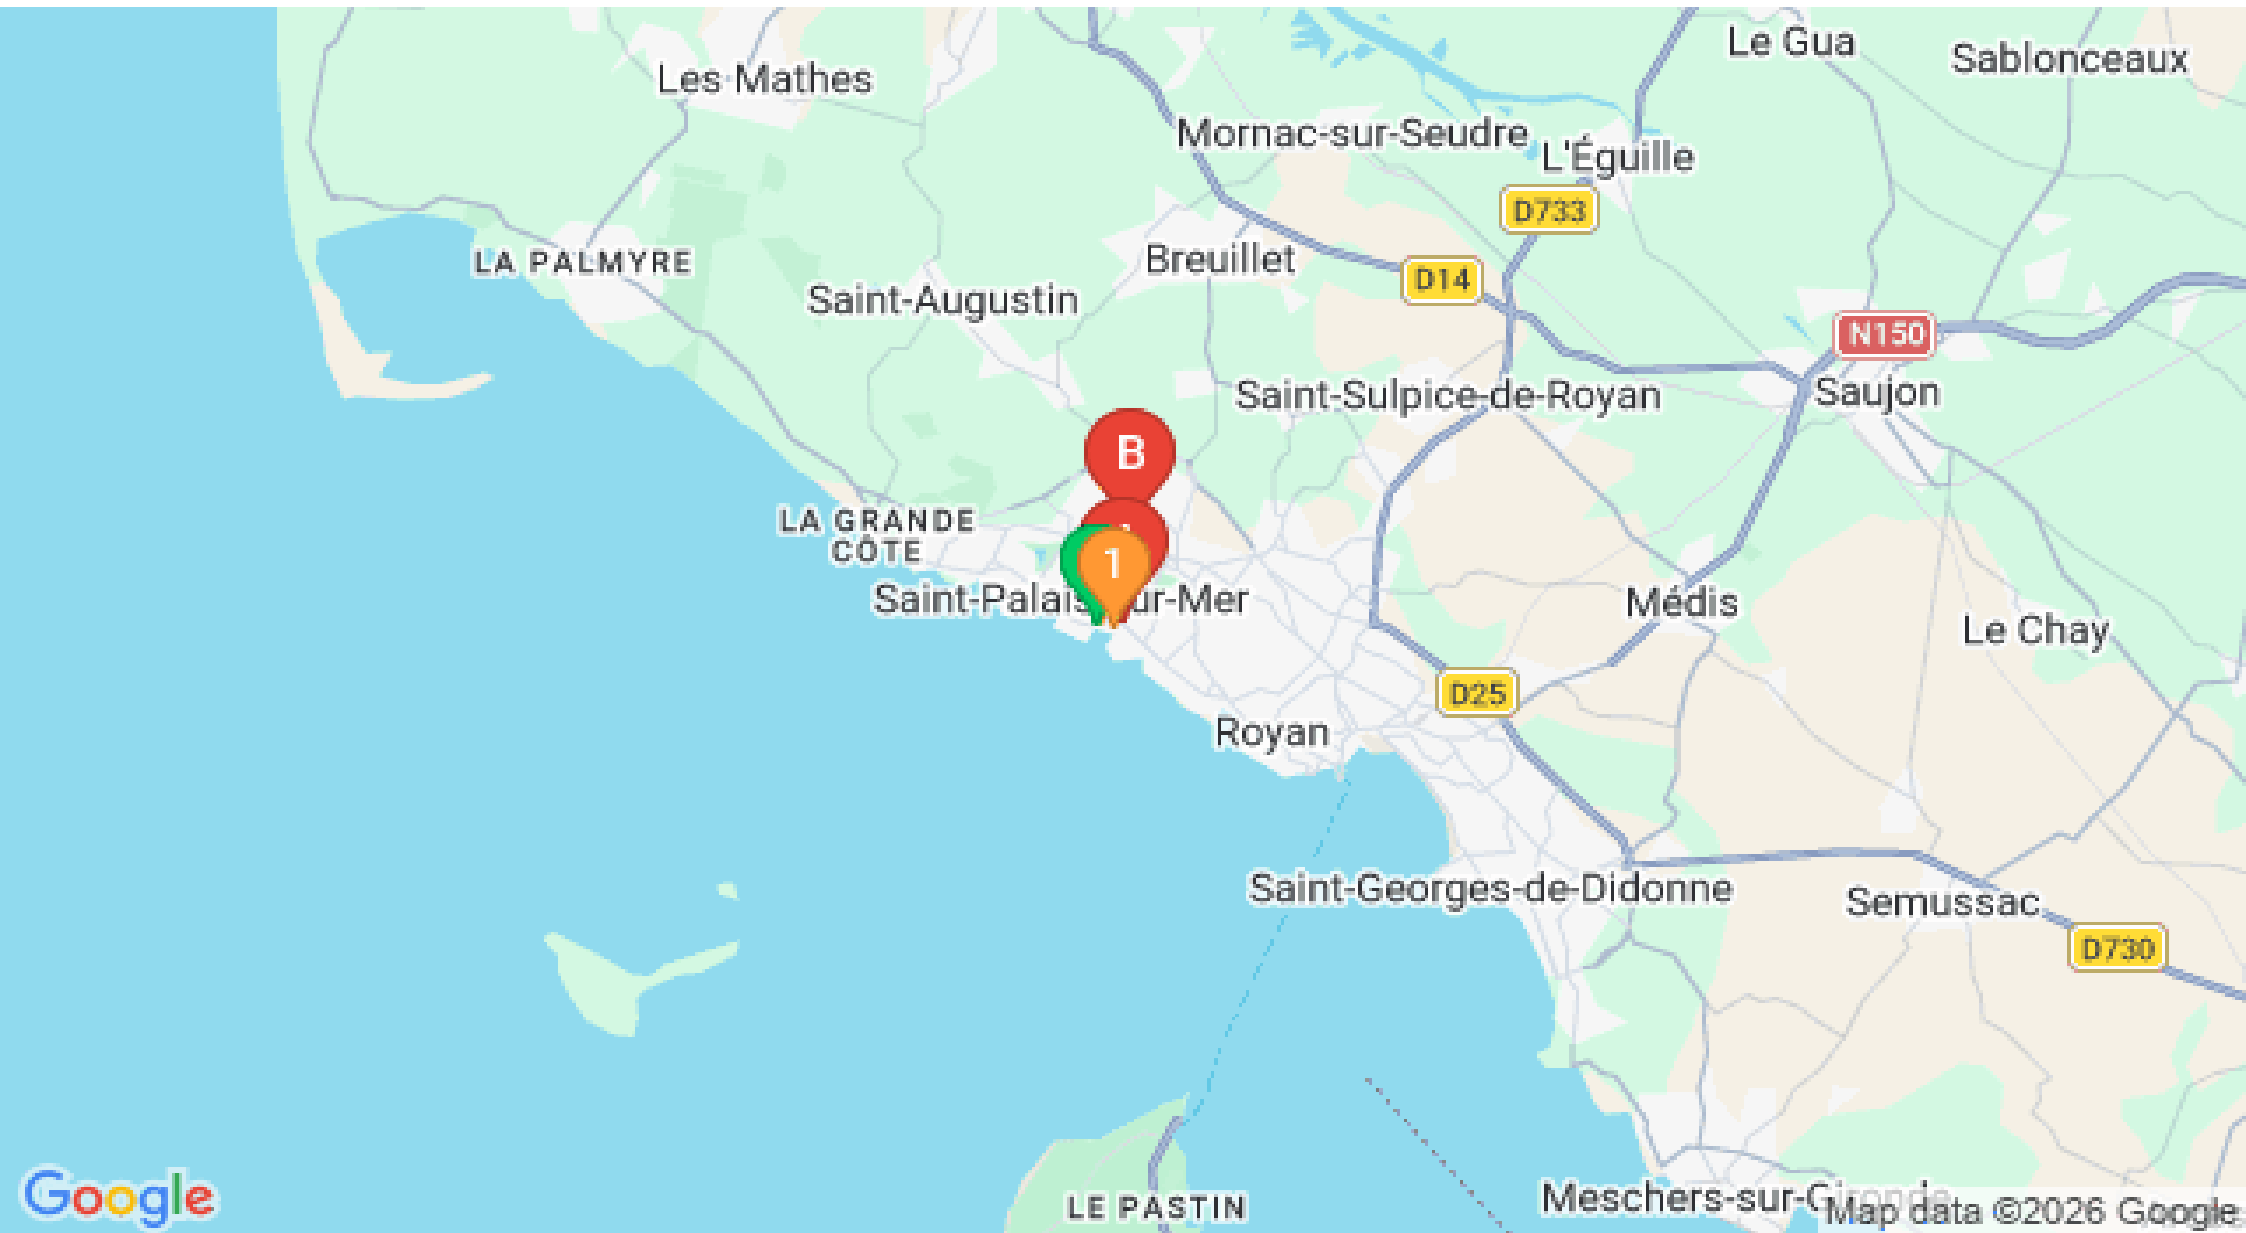 Le Gua
Sablonceaux
Les Mathes
Mornac-sur-Seudre
L'Éguille
D733
LA PALMYRE
Breuillet
D14
Saint-Augustin
N150
Saint-Sulpice-de-Royan
Saujon
B
LA GRANDE
CÔTE
1
Saint-Palais-sur-Mer
Médis
Le Chay
D25
Royan
Saint-Georges-de-Didonne
Semussac
D730
Google
LE PASTIN
Meschers-sur-Gironde
Map data ©2026 Google